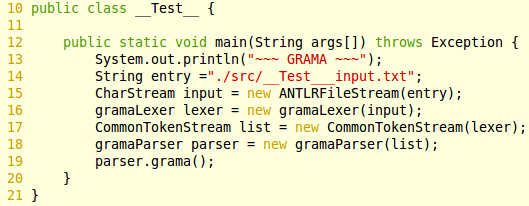 10 public class __Test__ {
11
12     public static void main(String args[]) throws Exception {
13         System.out.println("~~~ GRAMA ~~~");
14         String entry ="./src/__Test___input.txt";
15         CharStream input = new ANTLRFileStream(entry);
16         gramaLexer lexer = new gramaLexer(input);
17         CommonTokenStream list = new CommonTokenStream(lexer);
18         gramaParser parser = new gramaParser(list);
19         parser.grama();
20     }
21 }